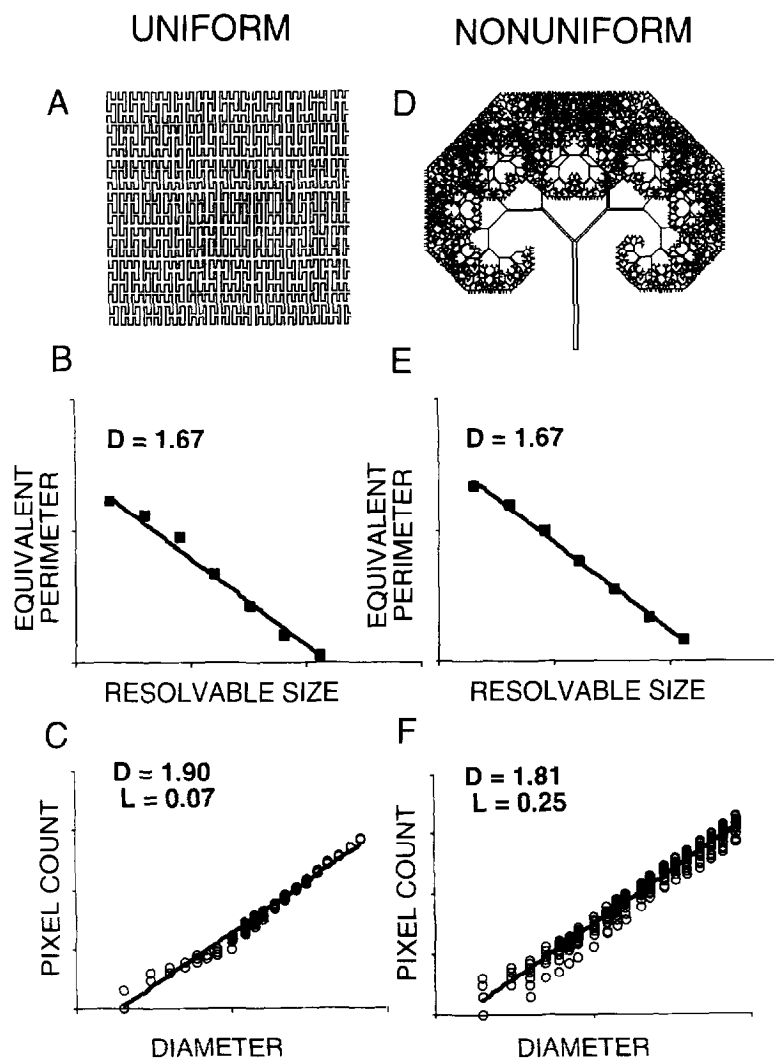 UNIFORM
NONUNIFORM
A
D
B
D = 1.67
EQUIVALENT
PERIMETER
RESOLVABLE SIZE
E
D = 1.67
EQUIVALENT
PERIMETER
RESOLVABLE SIZE
C
D = 1.90
L = 0.07
PIXEL COUNT
DIAMETER
F
D = 1.81
L = 0.25
PIXEL COUNT
DIAMETER